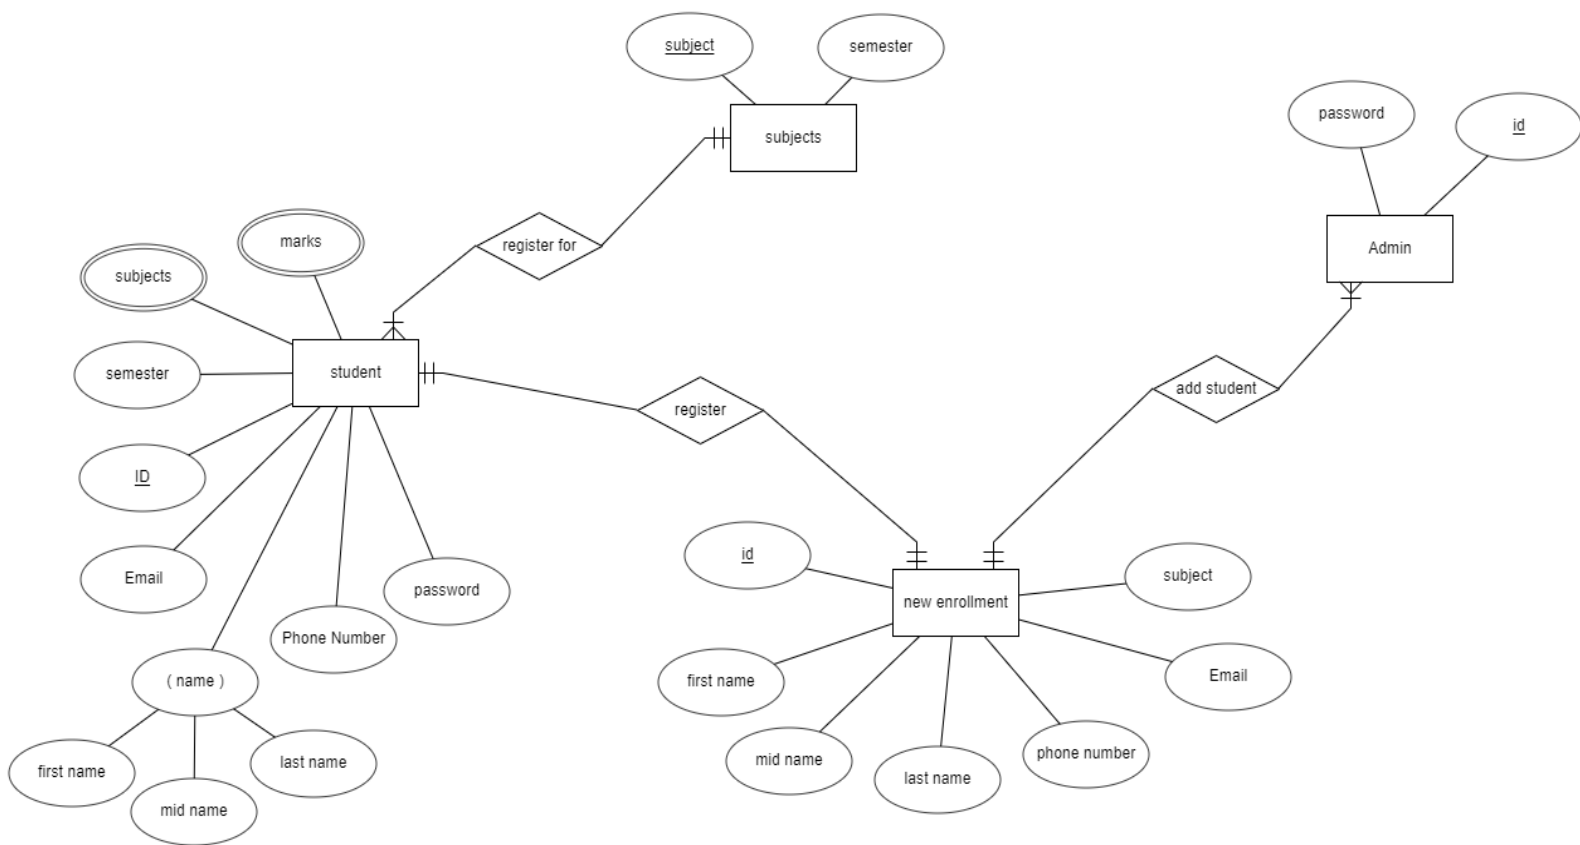 subject
semester
subjects
password
id
Admin
register for
marks
subjects
semester
student
ID
Email
password
Phone Number
( name )
first name
mid name
last name
register
add student
id
subject
new enrollment
first name
Email
mid name
last name
phone number